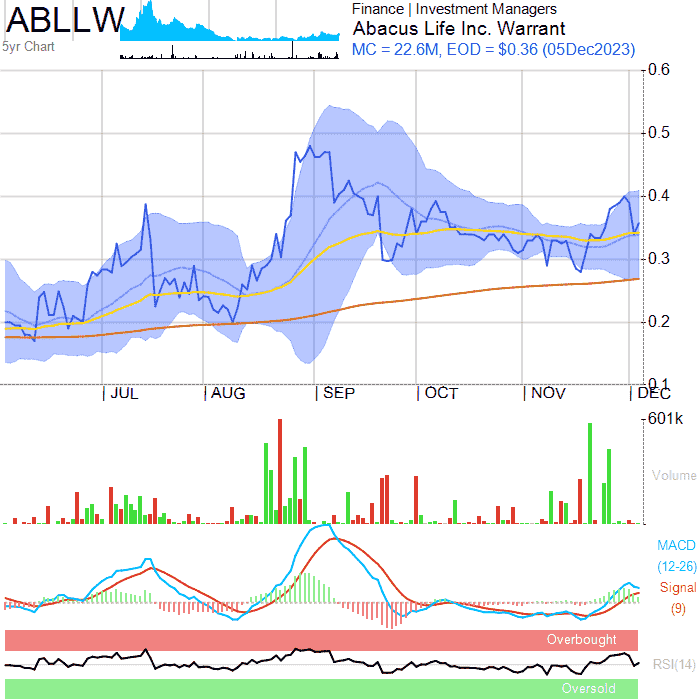 ABLLW
5yr Chart
Finance | Investment Managers
Abacus Life Inc. Warrant
MC = 22.6M, EOD = $0.36 (05Dec2023)
0.6
0.5
0.4
0.3
0.2
0.1
JUL AUG SEP OCT NOV DEC
601k
Volume
MACD
(12-26)
Signal
(9)
Overbought
RSI(14)
Oversold